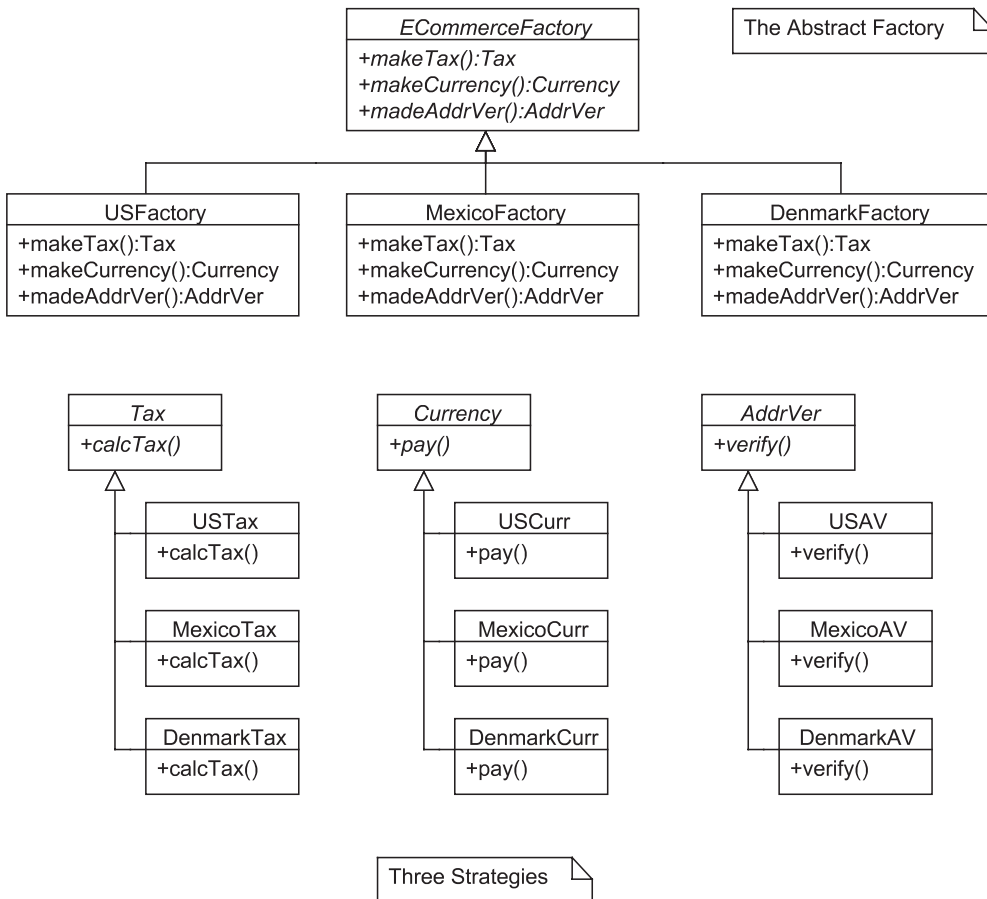 ECommerceFactory
+makeTax():Tax
+makeCurrency():Currency
+madeAddrVer():AddrVer
The Abstract Factory
USFactory
+makeTax():Tax
+makeCurrency():Currency
+madeAddrVer():AddrVer
MexicoFactory
+makeTax():Tax
+makeCurrency():Currency
+madeAddrVer():AddrVer
DenmarkFactory
+makeTax():Tax
+makeCurrency():Currency
+madeAddrVer():AddrVer
Tax
+calcTax()
USTax
+calcTax()
MexicoTax
+calcTax()
DenmarkTax
+calcTax()
Currency
+pay()
USCurr
+pay()
MexicoCurr
+pay()
DenmarkCurr
+pay()
AddrVer
+verify()
USAV
+verify()
MexicoAV
+verify()
DenmarkAV
+verify()
Three Strategies